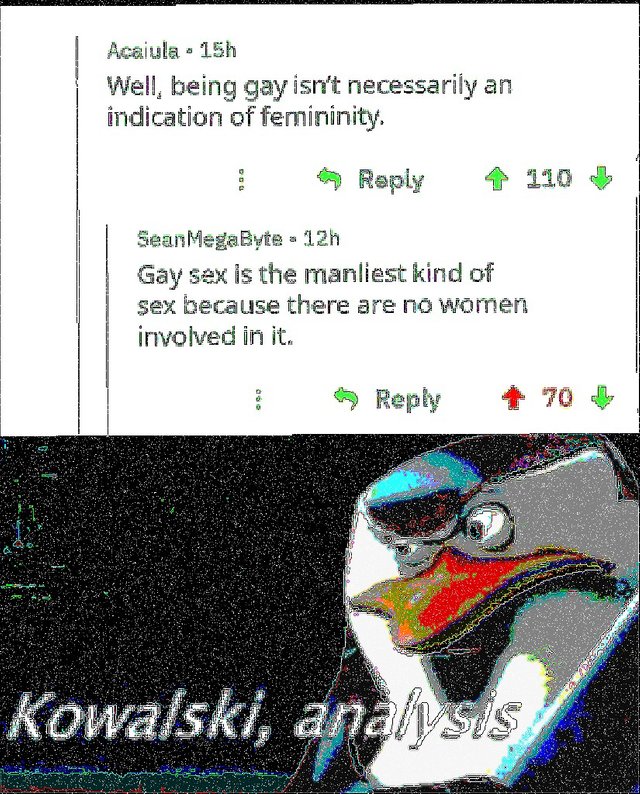 Acaiula • 15h
Well, being gay isn't necessarily an
indication of femininity.
Reply 110
SeanMegaByte • 12h
Gay sex is the manliest kind of
sex because there are no women
involved in it.
Reply 70
Kowalski, analysis